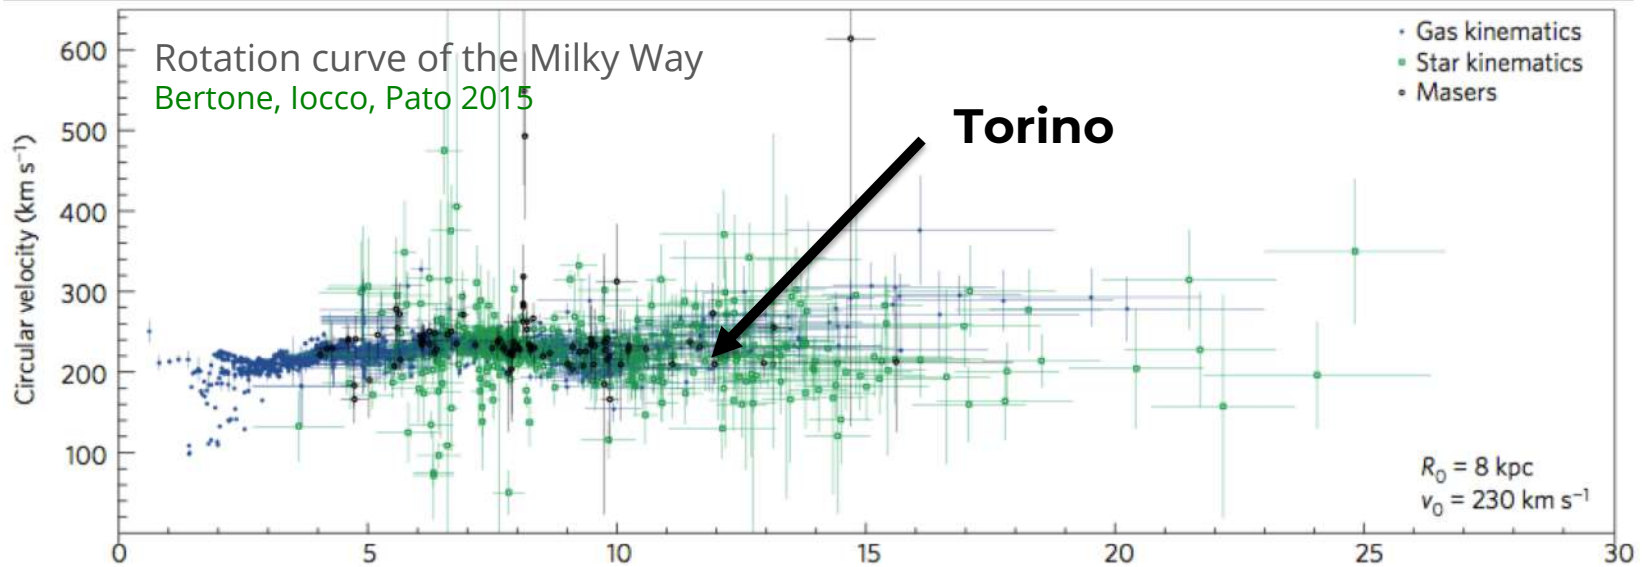 Rotation curve of the Milky Way
Bertone, Iocco, Pato 2015
Torino
Gas kinematics
Star kinematics
Masers
Circular velocity (km s⁻¹)
600
500
400
300
200
100
R₀ = 8 kpc
v₀ = 230 km s⁻¹
0 5 10 15 20 25 30